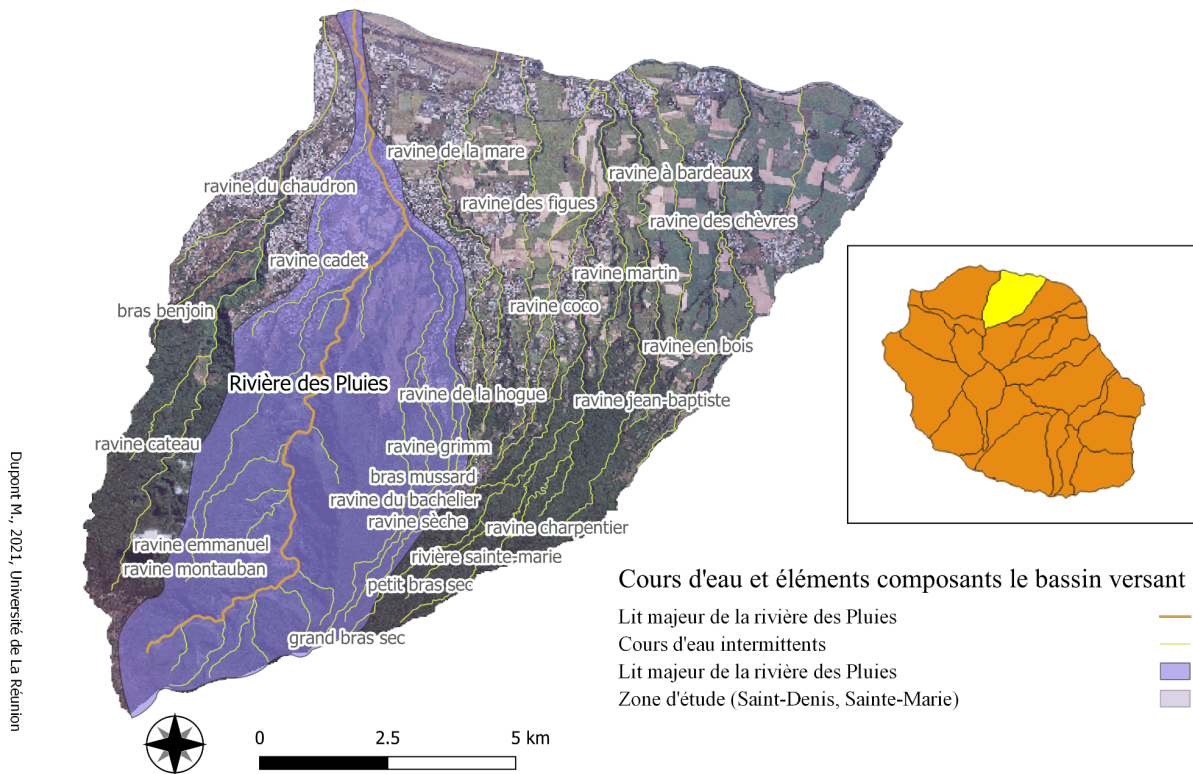 ravine de la mare
ravine à bardeaux
ravine du chaudron
ravine des figues
ravine des chèvres
ravine cadet
ravine martin
bras benjoin
ravine coco
ravine en bois
Rivière des Pluies
ravine de la hogue
ravine jean-baptiste
ravine cateau
ravine grimm
bras mussard
ravine du bachelier
ravine sèche
ravine charpentier
ravine emmanuel
rivière sainte-marie
ravine montauban
petit bras sec
grand bras sec
Cours d'eau et éléments composants le bassin versant
Lit majeur de la rivière des Pluies
Cours d'eau intermittents
Lit majeur de la rivière des Pluies
Zone d'étude (Saint-Denis, Sainte-Marie)
0 2.5 5 km
Dupont M., 2021, Université de La Réunion